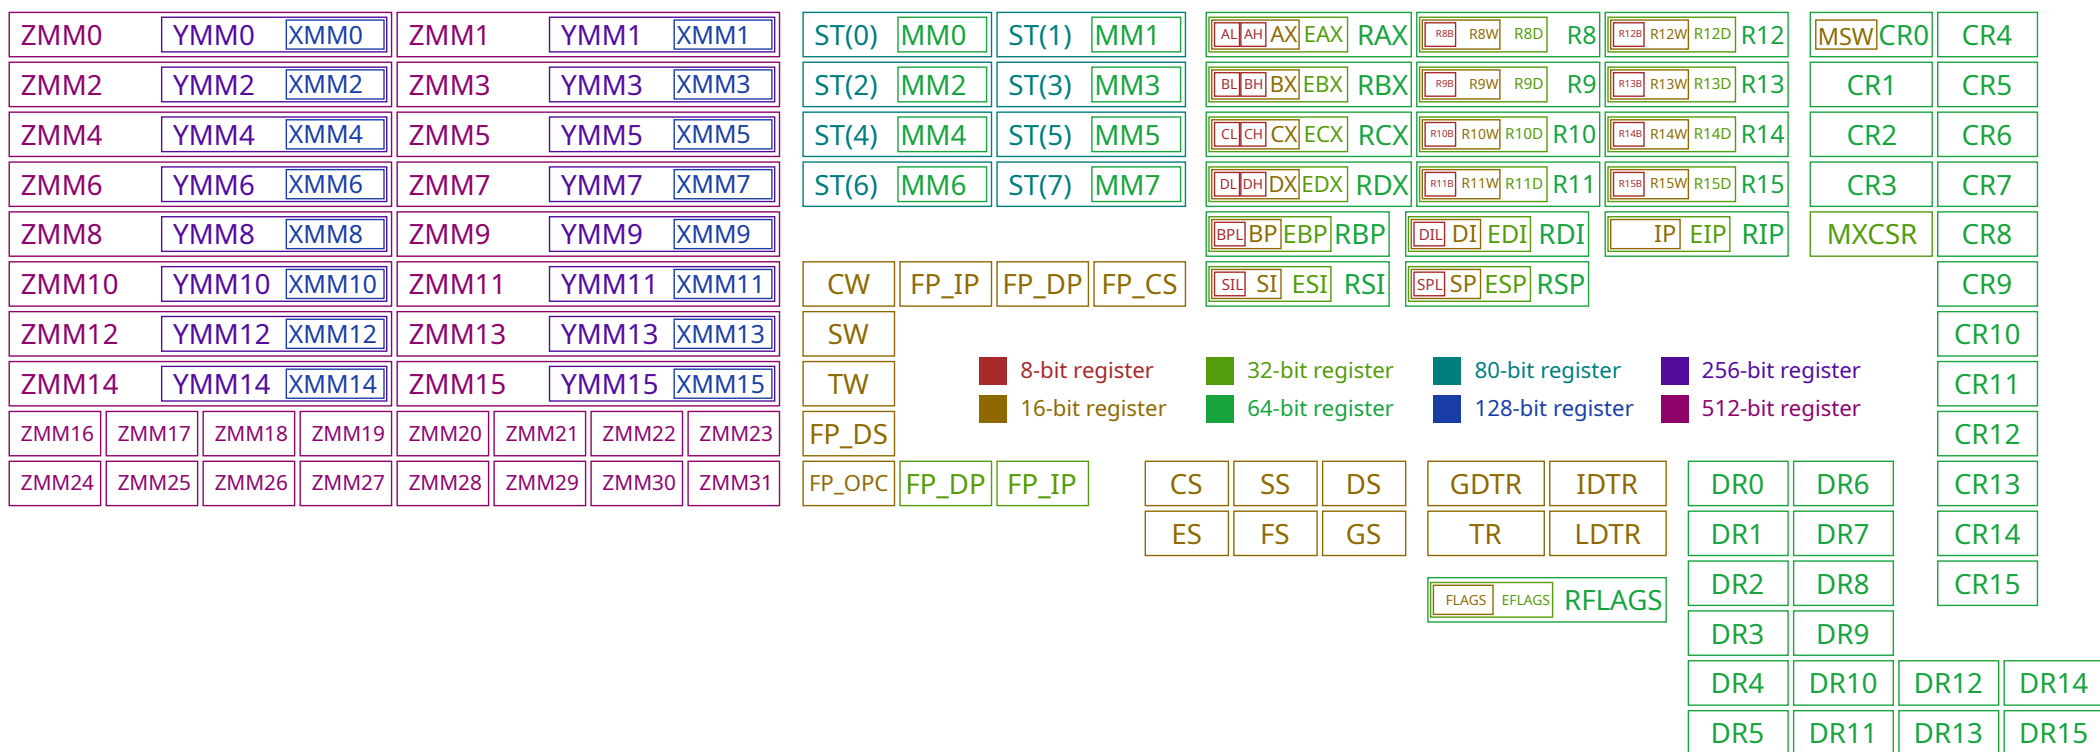 ZMM0 YMM0 XMM0 ZMM1 YMM1 XMM1 ST(0) MM0 ST(1) MM1 AL AH AX EAX RAX R8B R8W R8D R8 R12B R12W R12D R12 MSW CR0 CR4
ZMM2 YMM2 XMM2 ZMM3 YMM3 XMM3 ST(2) MM2 ST(3) MM3 BL BH BX EBX RBX R9B R9W R9D R9 R13B R13W R13D R13 CR1 CR5
ZMM4 YMM4 XMM4 ZMM5 YMM5 XMM5 ST(4) MM4 ST(5) MM5 CL CH CX ECX RCX R10B R10W R10D R10 R14B R14W R14D R14 CR2 CR6
ZMM6 YMM6 XMM6 ZMM7 YMM7 XMM7 ST(6) MM6 ST(7) MM7 DL DH DX EDX RDX R11B R11W R11D R11 R15B R15W R15D R15 CR3 CR7
ZMM8 YMM8 XMM8 ZMM9 YMM9 XMM9 BPL BP EBP RBP DIL DI EDI RDI IP EIP RIP MXCSR CR8
ZMM10 YMM10 XMM10 ZMM11 YMM11 XMM11 CW FP_IP FP_DP FP_CS SIL SI ESI RSI SPL SP ESP RSP CR9
ZMM12 YMM12 XMM12 ZMM13 YMM13 XMM13 SW CR10
ZMM14 YMM14 XMM14 ZMM15 YMM15 XMM15 TW 8-bit register 32-bit register 80-bit register 256-bit register CR11
16-bit register 64-bit register 128-bit register 512-bit register
ZMM16 ZMM17 ZMM18 ZMM19 ZMM20 ZMM21 ZMM22 ZMM23 FP_DS CR12
ZMM24 ZMM25 ZMM26 ZMM27 ZMM28 ZMM29 ZMM30 ZMM31 FP_OPC FP_DP FP_IP CS SS DS GDTR IDTR DR0 DR6 CR13
ES FS GS TR LDTR DR1 DR7 CR14
FLAGS EFLAGS RFLAGS DR2 DR8 CR15
DR3 DR9
DR4 DR10 DR12 DR14
DR5 DR11 DR13 DR15